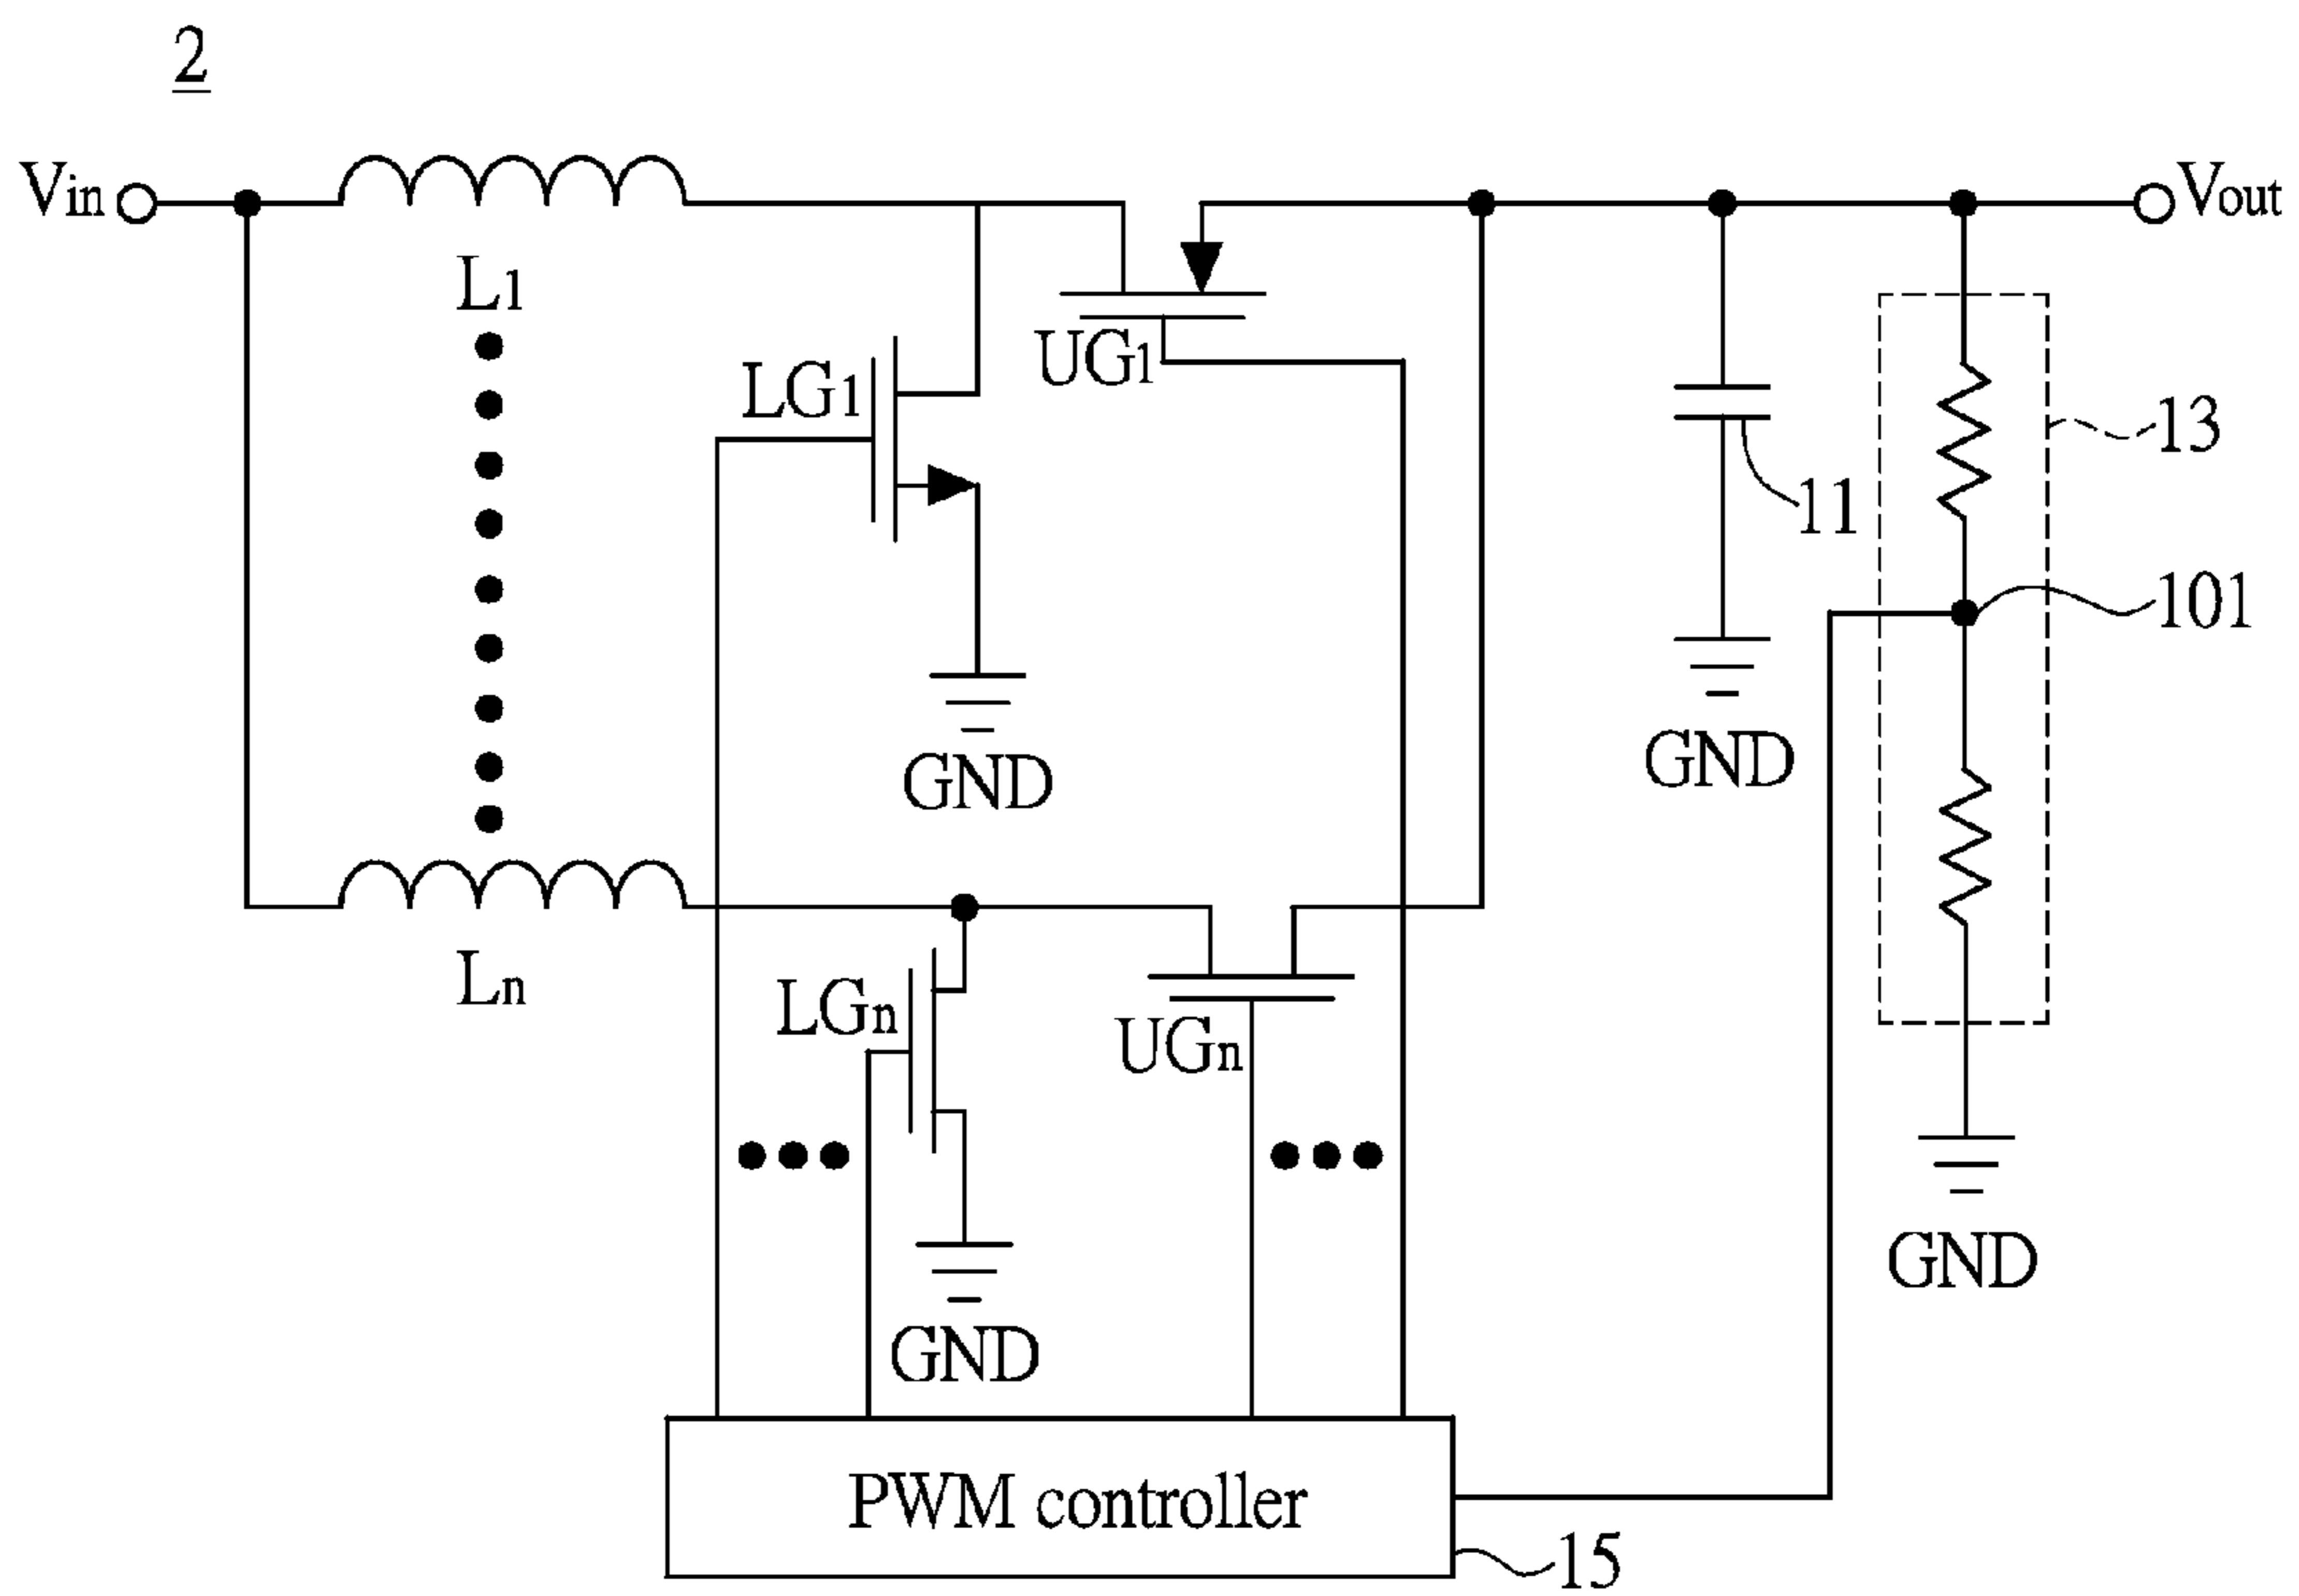 2
Vin
Vout
L1
UG1
LG1
13
11
101
GND
GND
Ln
LGn
UGn
GND
GND
PWM controller
15